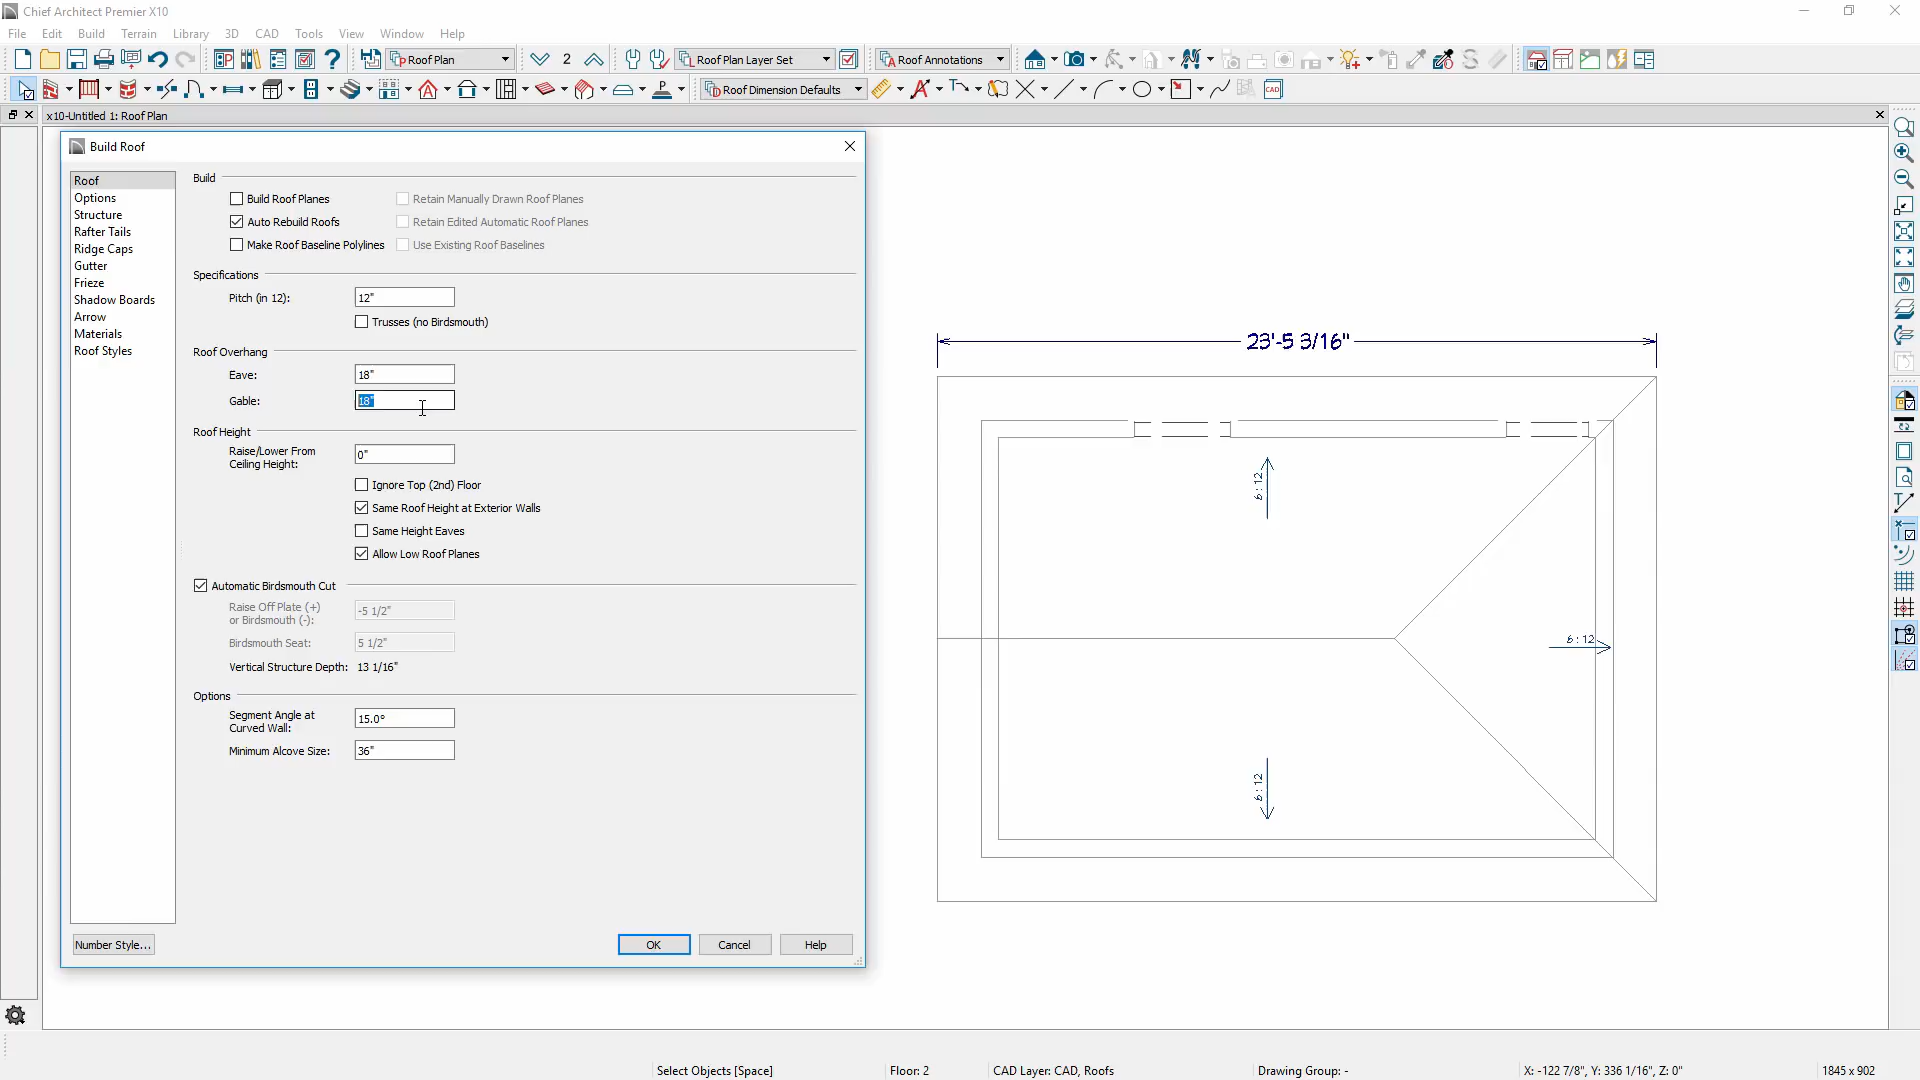 Chief Architect Premier X10
File Edit Build Terrain Library 3D CAD Tools View Window Help
Roof Plan 2 Roof Plan Layer Set Roof Annotations
Roof Dimension Defaults CAD
x10-Untitled 1: Roof Plan
Build Roof
Roof
Options
Structure
Rafter Tails
Ridge Caps
Gutter
Frieze
Shadow Boards
Arrow
Materials
Roof Styles
Build
Build Roof Planes Retain Manually Drawn Roof Planes
Auto Rebuild Roofs Retain Edited Automatic Roof Planes
Make Roof Baseline Polylines Use Existing Roof Baselines
Specifications
Pitch (in 12): 12"
Trusses (no Birdsmouth)
Roof Overhang
Eave: 18"
Gable: 18"
Roof Height
Raise/Lower From
Ceiling Height: 0"
Ignore Top (2nd) Floor
Same Roof Height at Exterior Walls
Same Height Eaves
Allow Low Roof Planes
Automatic Birdsmouth Cut
Raise Off Plate (+)
or Birdsmouth (-): -5 1/2"
Birdsmouth Seat: 5 1/2"
Vertical Structure Depth: 13 1/16"
Options
Segment Angle at
Curved Wall: 15.0°
Minimum Alcove Size: 36"
Number Style... OK Cancel Help
23'-5 3/16"
6:12
6:12
6:12
Select Objects [Space] Floor: 2 CAD Layer: CAD, Roofs Drawing Group: - X: -122 7/8", Y: 336 1/16", Z: 0" 1845 x 902